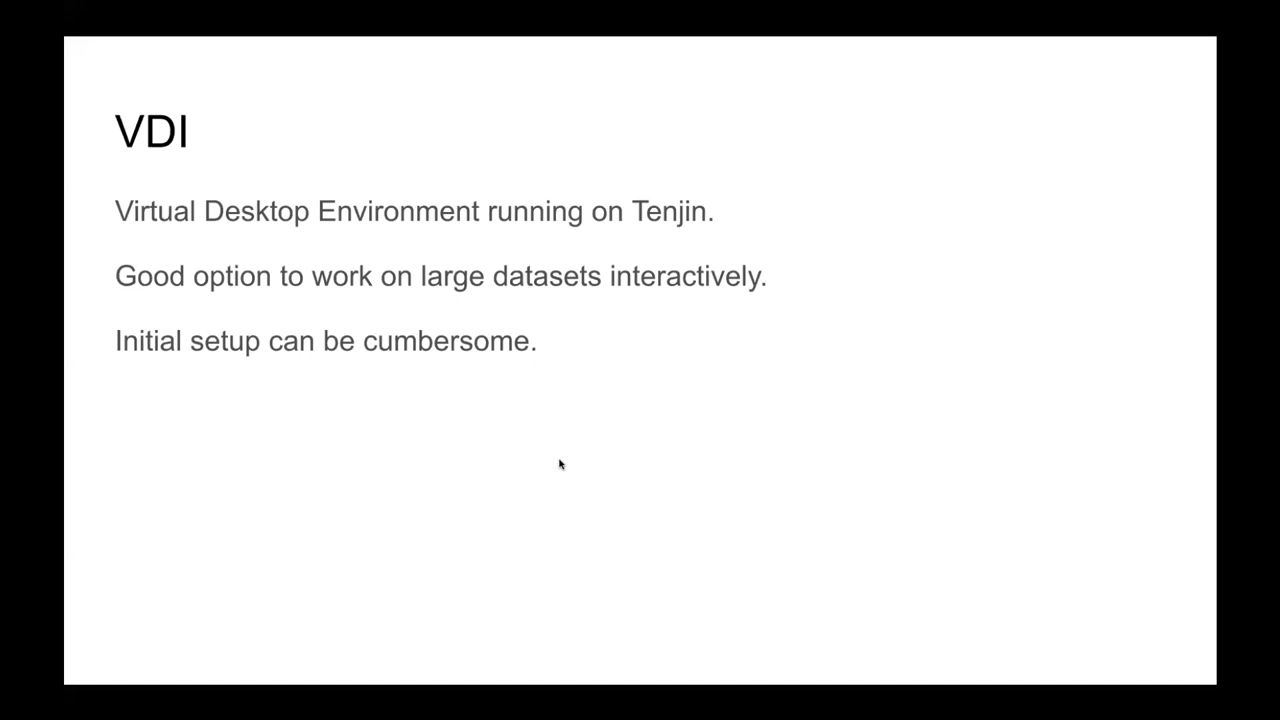 VDI
Virtual Desktop Environment running on Tenjin.
Good option to work on large datasets interactively.
Initial setup can be cumbersome.